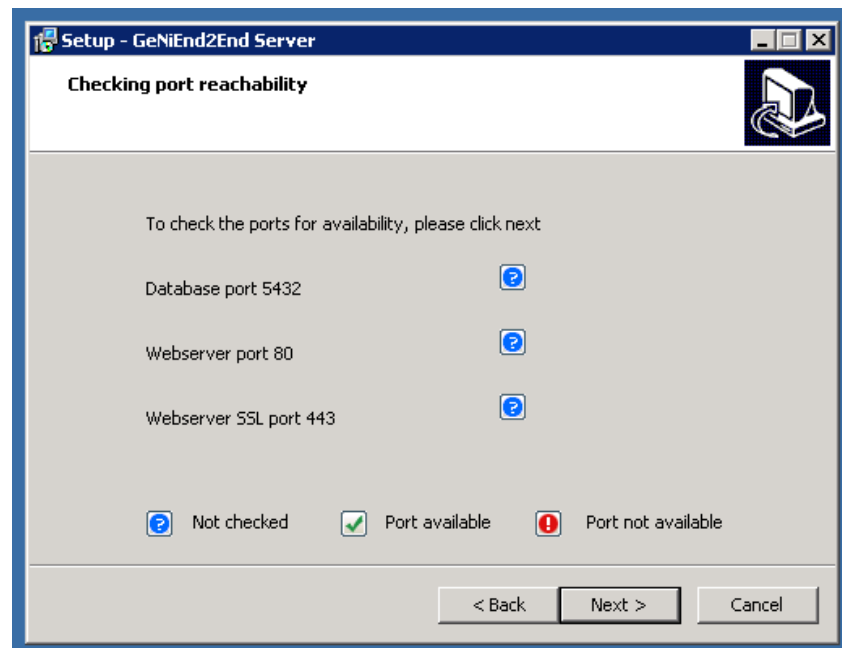 Setup - GeNiEnd2End Server
Checking port reachability
To check the ports for availability, please click next
Database port 5432
Webserver port 80
Webserver SSL port 443
Not checked Port available Port not available
< Back Next > Cancel